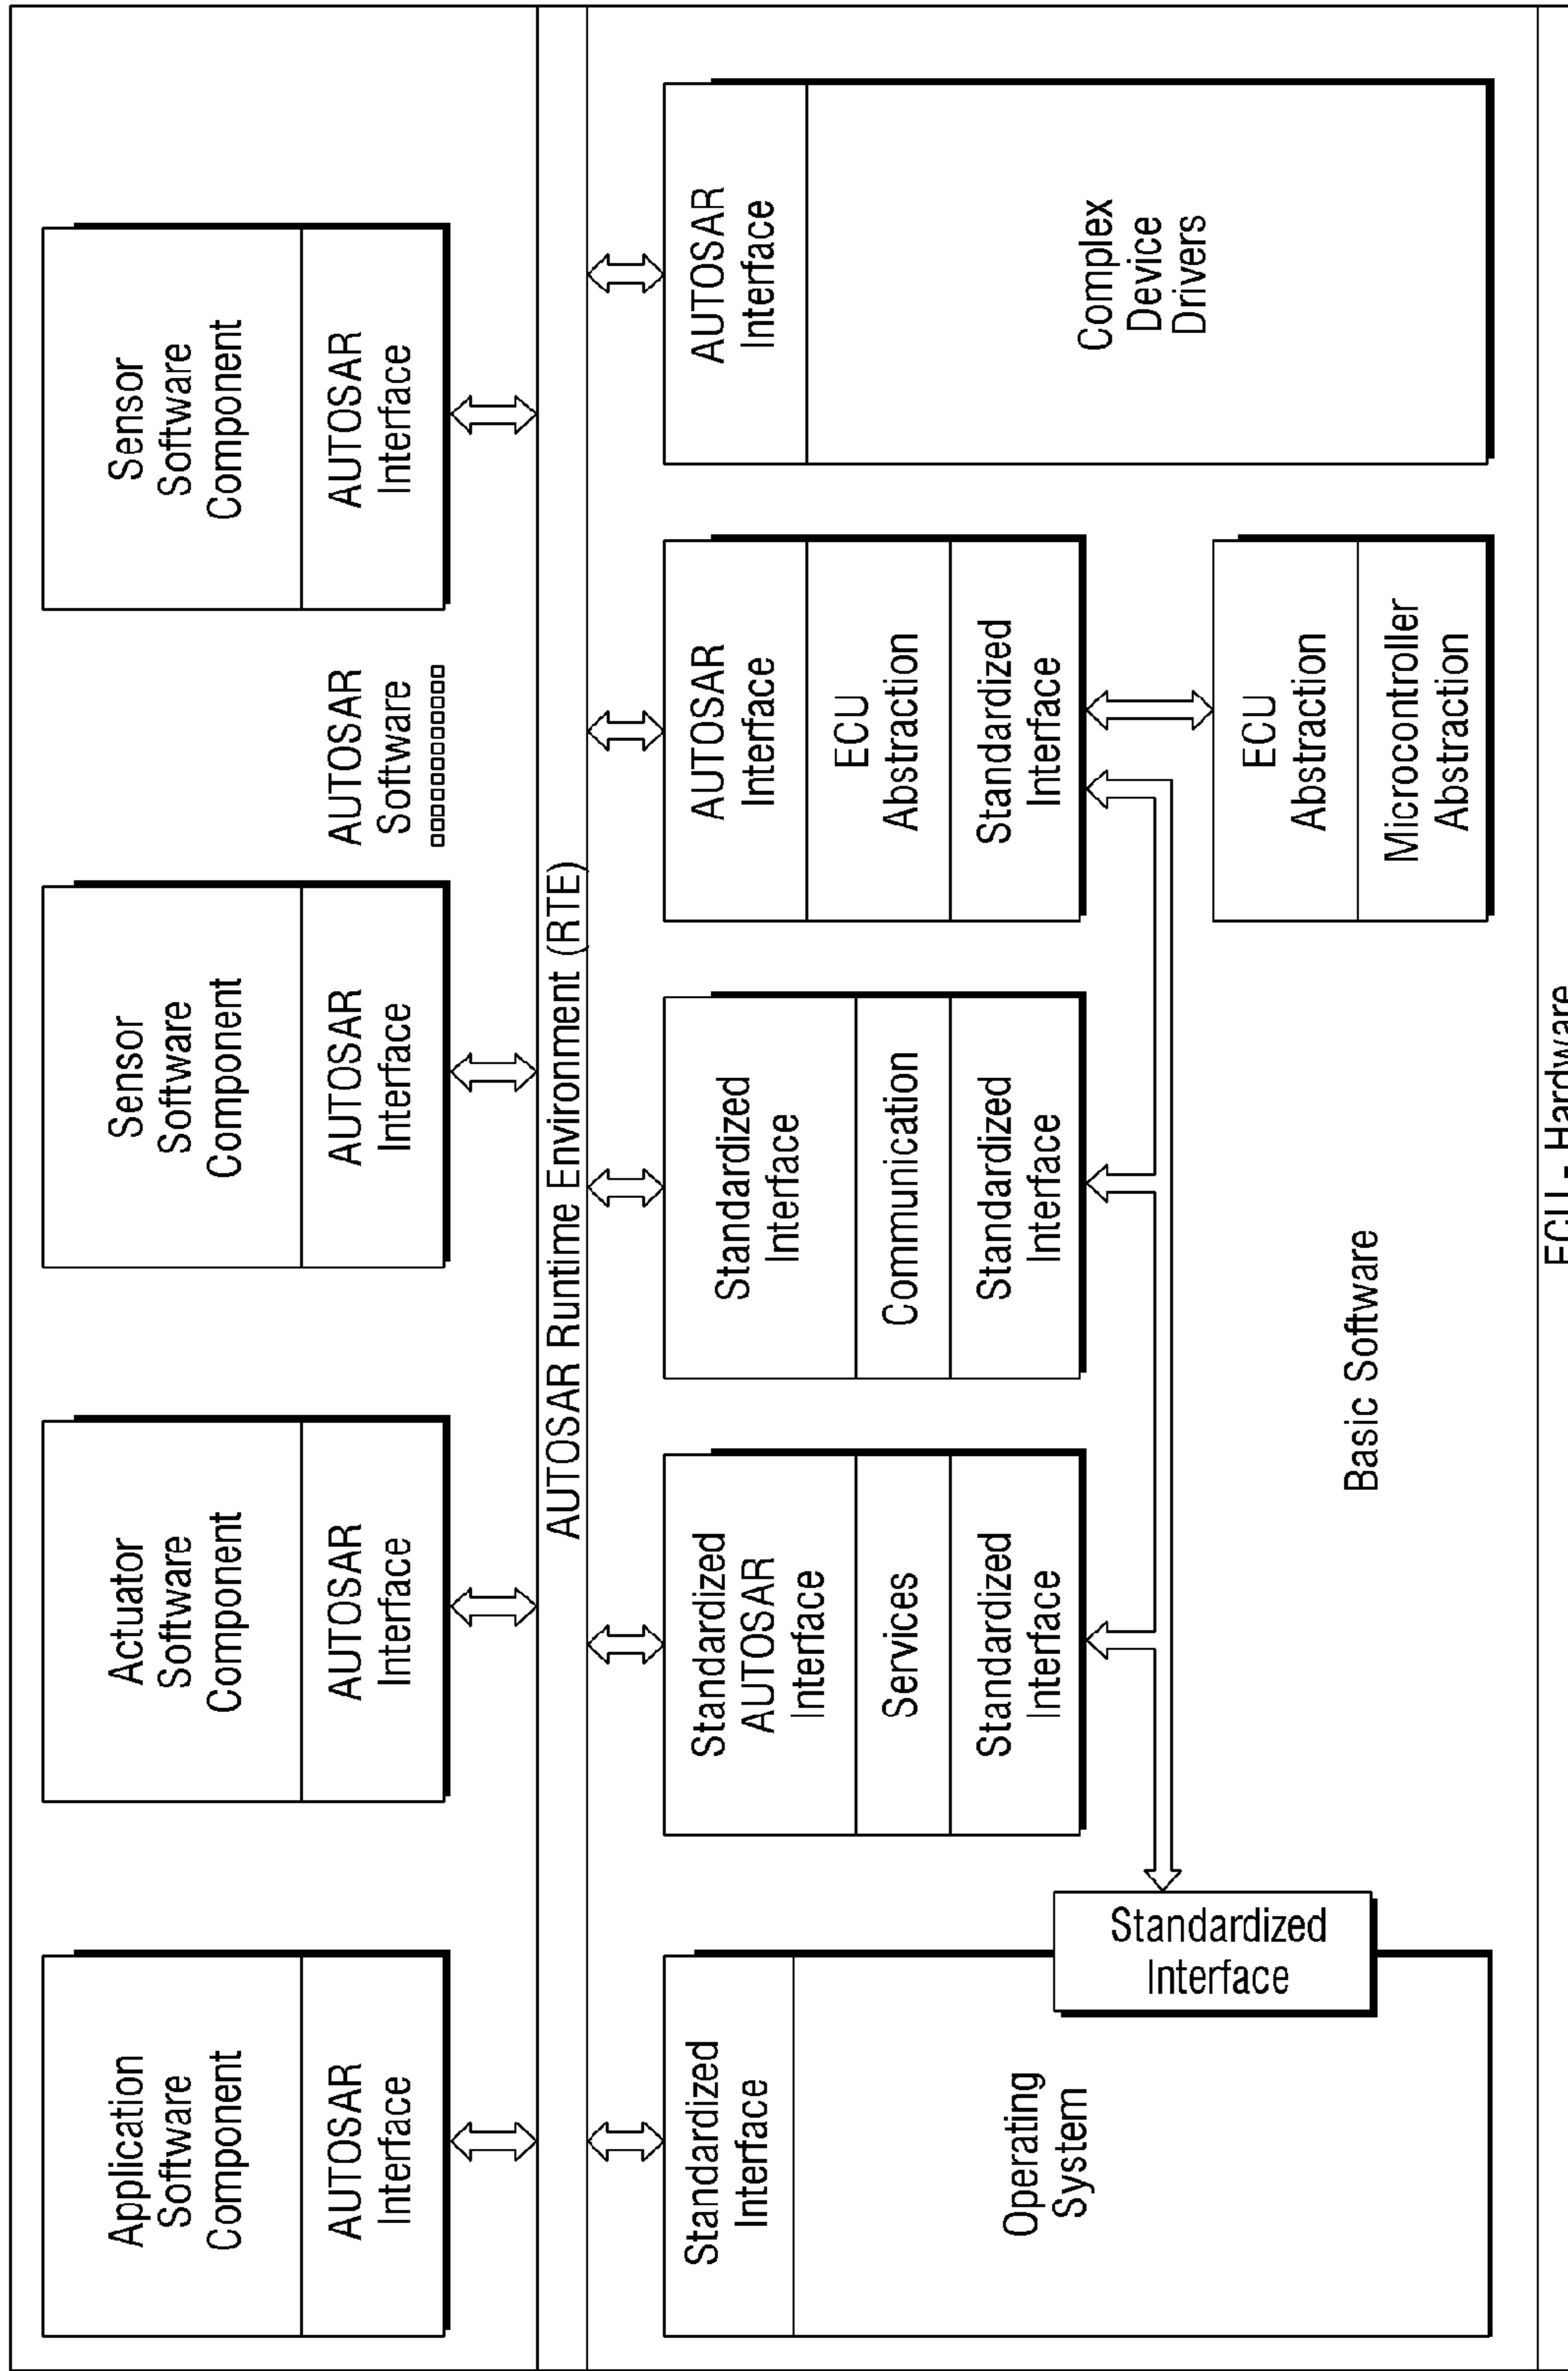 Application
Software
Component
AUTOSAR
Interface
Actuator
Software
Component
AUTOSAR
Interface
Sensor
Software
Component
AUTOSAR
Interface
AUTOSAR
Software
Sensor
Software
Component
AUTOSAR
Interface
AUTOSAR Runtime Environment (RTE)
Standardized
Interface
Operating
System
Standardized
Interface
Standardized
AUTOSAR
Interface
Services
Standardized
Interface
Standardized
Interface
Communication
Standardized
Interface
AUTOSAR
Interface
ECU
Abstraction
Standardized
Interface
ECU
Abstraction
Microcontroller
Abstraction
AUTOSAR
Interface
Complex
Device
Drivers
Basic Software
ECU - Hardware